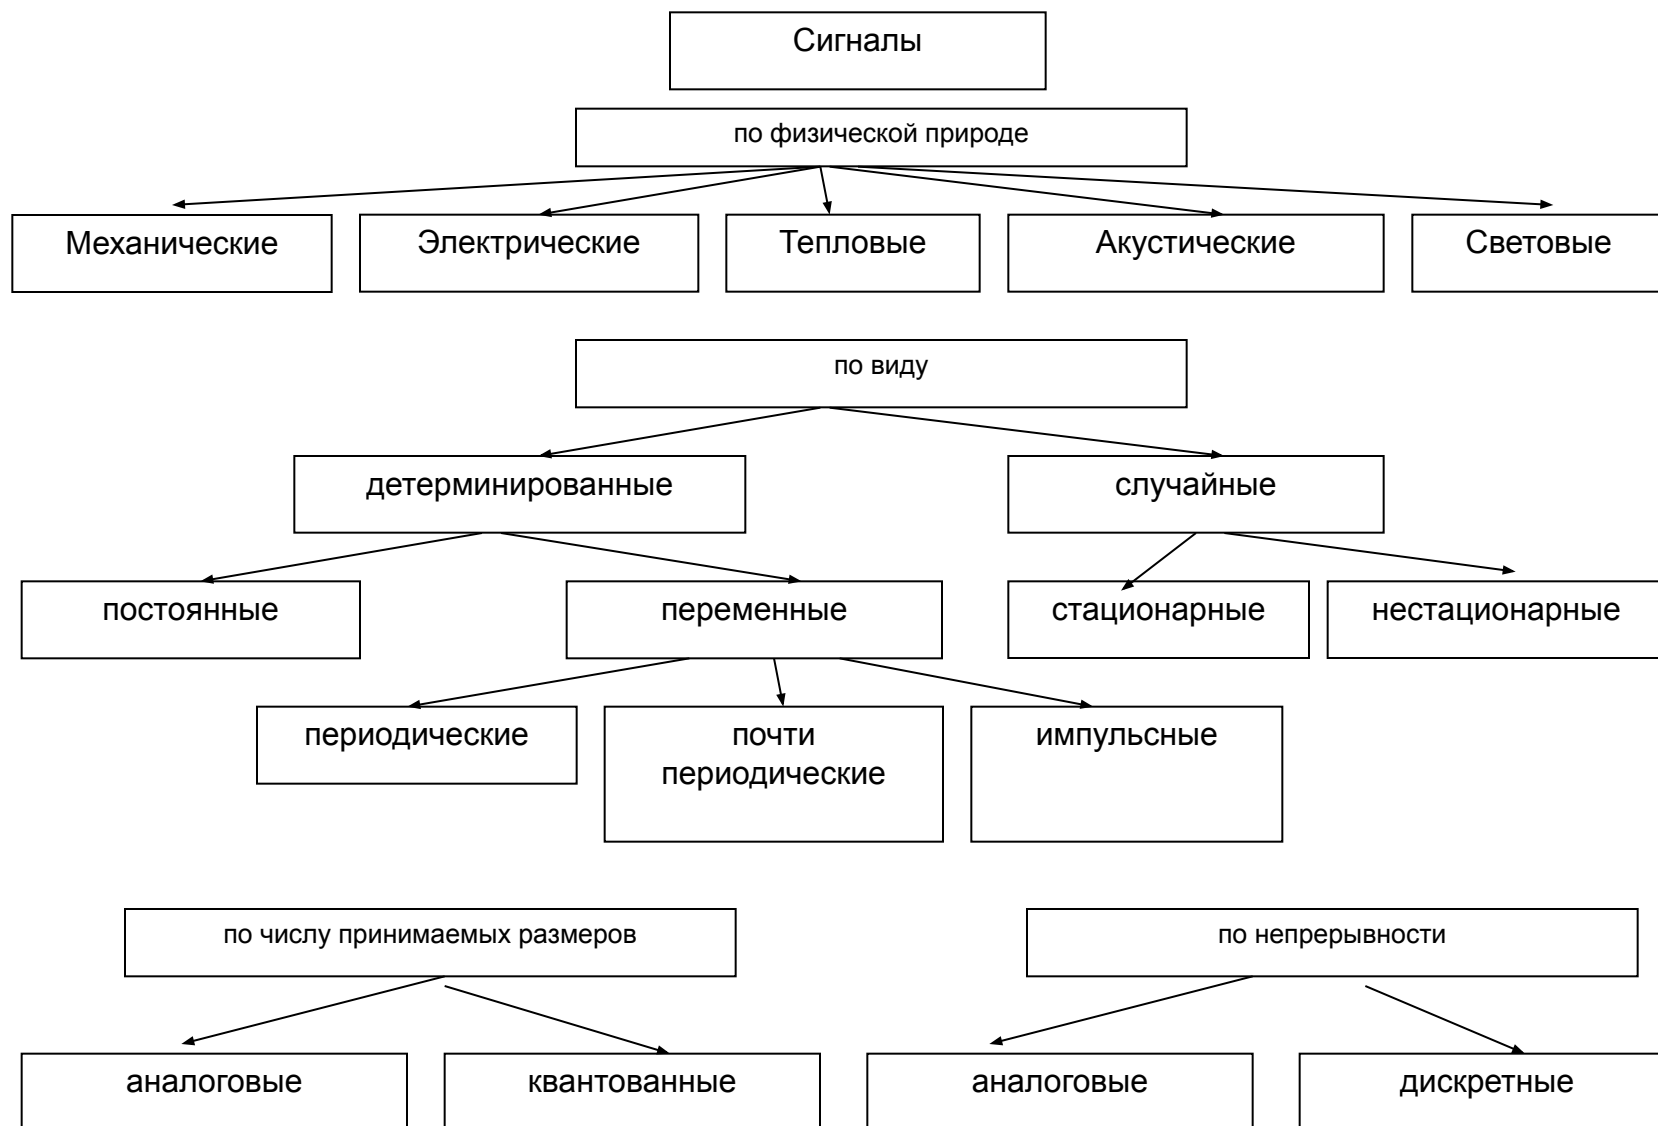 Сигналы
по физической природе
Механические
Электрические
Тепловые
Акустические
Световые
по виду
детерминированные
случайные
постоянные
переменные
стационарные
нестационарные
периодические
почти
периодические
импульсные
по числу принимаемых размеров
по непрерывности
аналоговые
квантованные
аналоговые
дискретные